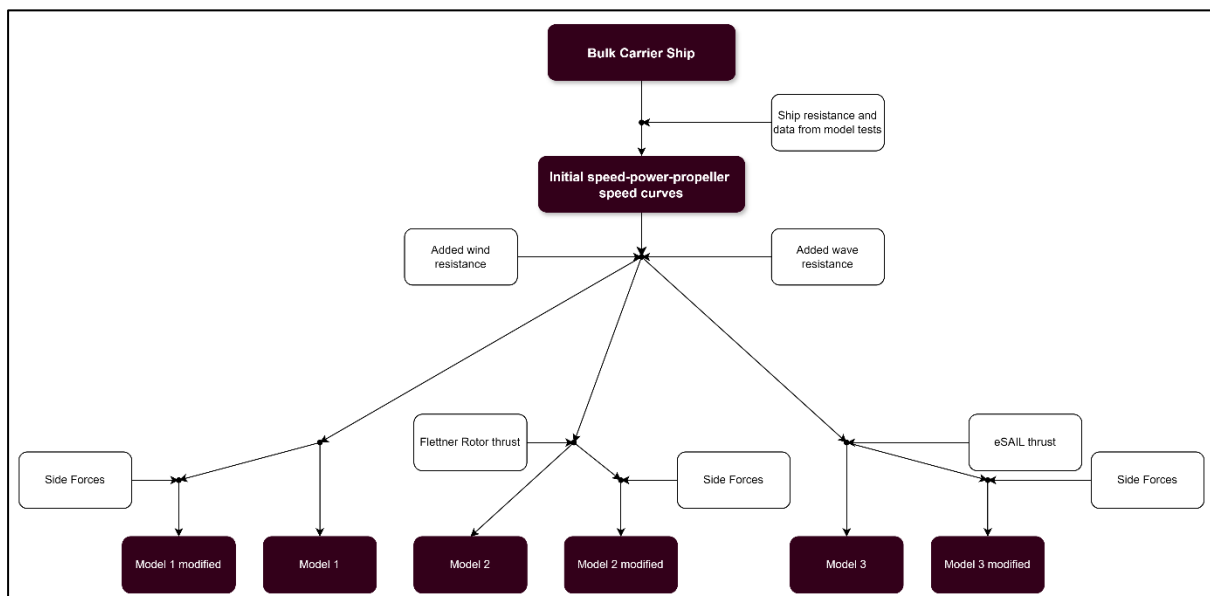 Bulk Carrier Ship
Ship resistance and
data from model tests
Initial speed-power-propeller
speed curves
Added wind
resistance
Added wave
resistance
Flettner Rotor thrust
eSAIL thrust
Side Forces
Side Forces
Side Forces
Model 1 modified
Model 1
Model 2
Model 2 modified
Model 3
Model 3 modified